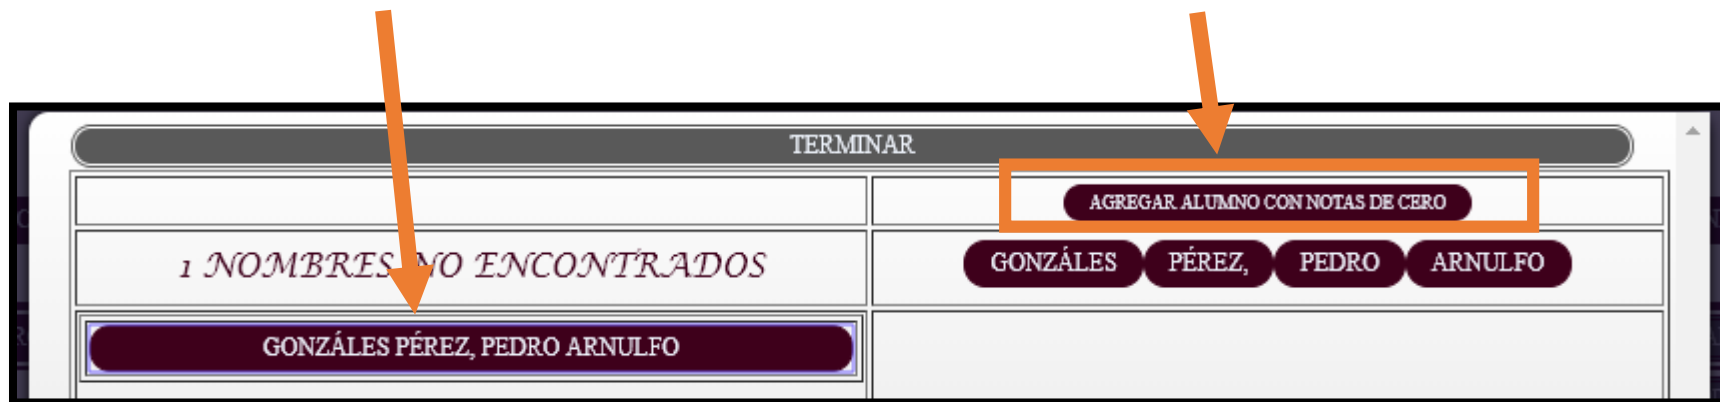 TERMINAR
AGREGAR ALUMNO CON NOTAS DE CERO
1 NOMBRES NO ENCONTRADOS
GONZÁLES PÉREZ, PEDRO ARNULFO
GONZÁLES PÉREZ, PEDRO ARNULFO